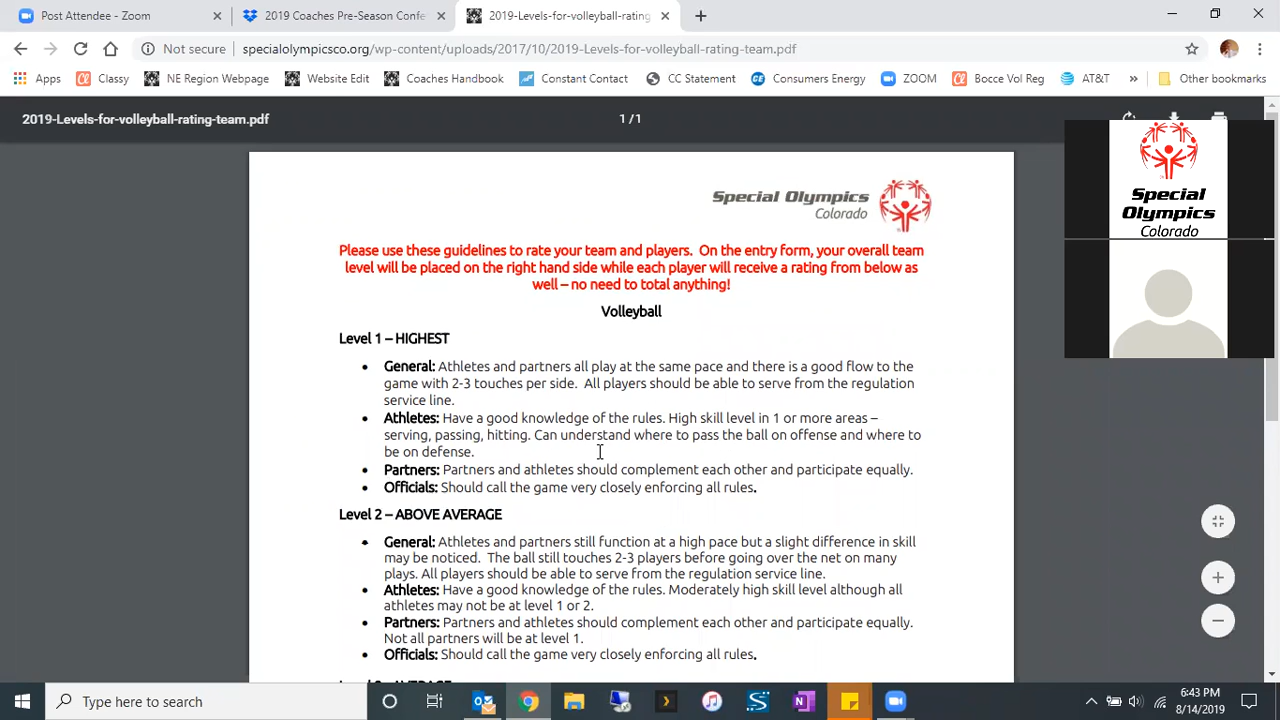 Post Attendee - Zoom
2019 Coaches Pre-Season Confe
2019-Levels-for-volleyball-rating
Not secure
specialolympicsco.org/wp-content/uploads/2017/10/2019-Levels-for-volleyball-rating-team.pdf
Apps
Classy
NE Region Webpage
Website Edit
Coaches Handbook
Constant Contact
CC Statement
Consumers Energy
ZOOM
Bocce Vol Reg
AT&T
»
Other bookmarks
2019-Levels-for-volleyball-rating-team.pdf
1 / 1
Special Olympics
Colorado
Special
Olympics
Colorado
Please use these guidelines to rate your team and players. On the entry form, your overall team
level will be placed on the right hand side while each player will receive a rating from below as
well – no need to total anything!
Volleyball
Level 1 – HIGHEST
• General: Athletes and partners all play at the same pace and there is a good flow to the
game with 2-3 touches per side. All players should be able to serve from the regulation
service line.
• Athletes: Have a good knowledge of the rules. High skill level in 1 or more areas –
serving, passing, hitting. Can understand where to pass the ball on offense and where to
be on defense.
• Partners: Partners and athletes should complement each other and participate equally.
• Officials: Should call the game very closely enforcing all rules.
Level 2 – ABOVE AVERAGE
• General: Athletes and partners still function at a high pace but a slight difference in skill
may be noticed. The ball still touches 2-3 players before going over the net on many
plays. All players should be able to serve from the regulation service line.
• Athletes: Have a good knowledge of the rules. Moderately high skill level although all
athletes may not be at level 1 or 2.
• Partners: Partners and athletes should complement each other and participate equally.
Not all partners will be at level 1.
• Officials: Should call the game very closely enforcing all rules.
Type here to search
6:43 PM
8/14/2019